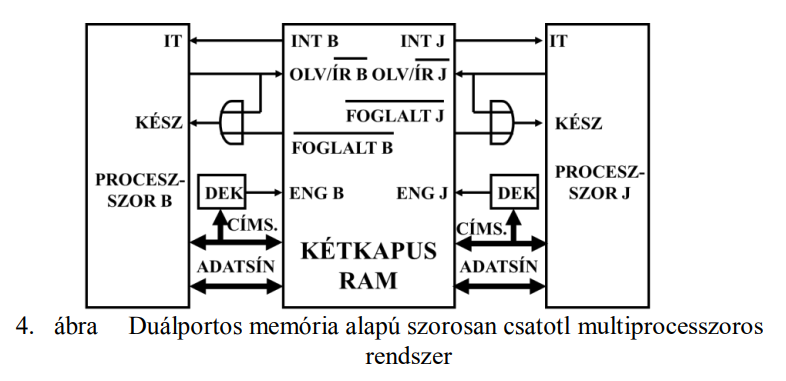 IT INT B INT J IT
OLV/ÍR B OLV/ÍR J
KÉSZ FOGLALT J KÉSZ
FOGLALT B
PROCESZ-
SZOR B
DEK ENG B ENG J DEK
PROCESZ-
SZOR J
CÍMS. CÍMS.
KÉTKAPUS
RAM
ADATSÍN ADATSÍN
4. ábra Duálportos memória alapú szorosan csatotl multiprocesszoros
rendszer